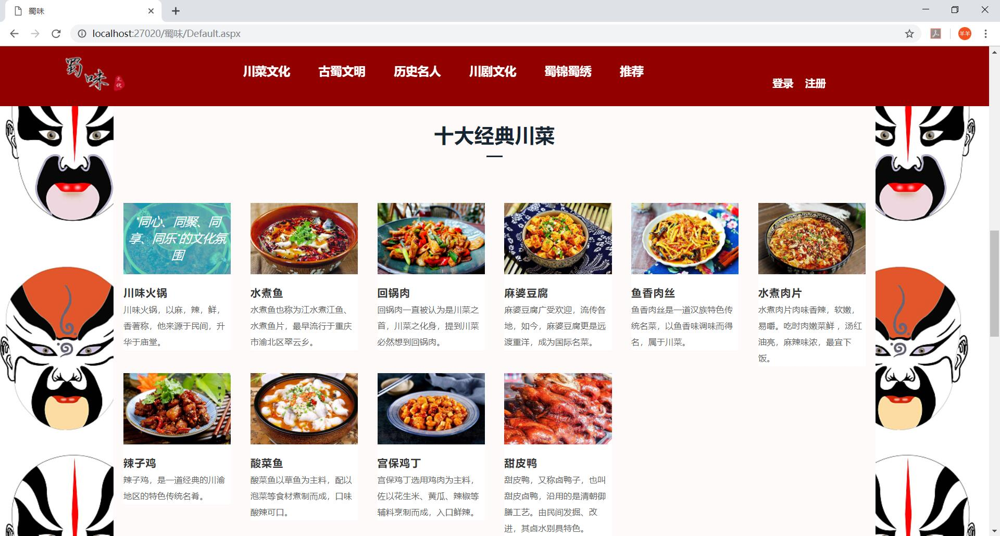 蜀味
localhost:27020/蜀味/Default.aspx
羊羊
蜀味 文化
川菜文化 古蜀文明 历史名人 川剧文化 蜀锦蜀绣 推荐
登录 注册
十大经典川菜
"同心、同聚、同
享、同乐"的文化氛
围
川味火锅
川味火锅，以麻，辣，鲜，
香著称，他来源于民间，升
华于庙堂。
水煮鱼
水煮鱼也称为江水煮江鱼、
水煮鱼片，最早流行于重庆
市渝北区翠云乡。
回锅肉
回锅肉一直被认为是川菜之
首，川菜之化身，提到川菜
必然想到回锅肉。
麻婆豆腐
麻婆豆腐广受欢迎，流传各
地，如今，麻婆豆腐更是远
渡重洋，成为国际名菜。
鱼香肉丝
鱼香肉丝是一道汉族特色传
统名菜，以鱼香味调味而得
名，属于川菜。
水煮肉片
水煮肉片肉味香辣，软嫩，
易嚼。吃时肉嫩菜鲜 ，汤红
油亮，麻辣味浓，最宜下
饭。
辣子鸡
辣子鸡，是一道经典的川渝
地区的特色传统名肴。
酸菜鱼
酸菜鱼以草鱼为主料，配以
泡菜等食材煮制而成，口味
酸辣可口。
宫保鸡丁
宫保鸡丁选用鸡肉为主料，
佐以花生米、黄瓜、辣椒等
辅料烹制而成，入口鲜辣。
甜皮鸭
甜皮鸭，又称卤鸭子，也叫
甜皮卤鸭，沿用的是清朝御
膳工艺。由民间发掘、改
进，其卤水别具特色。